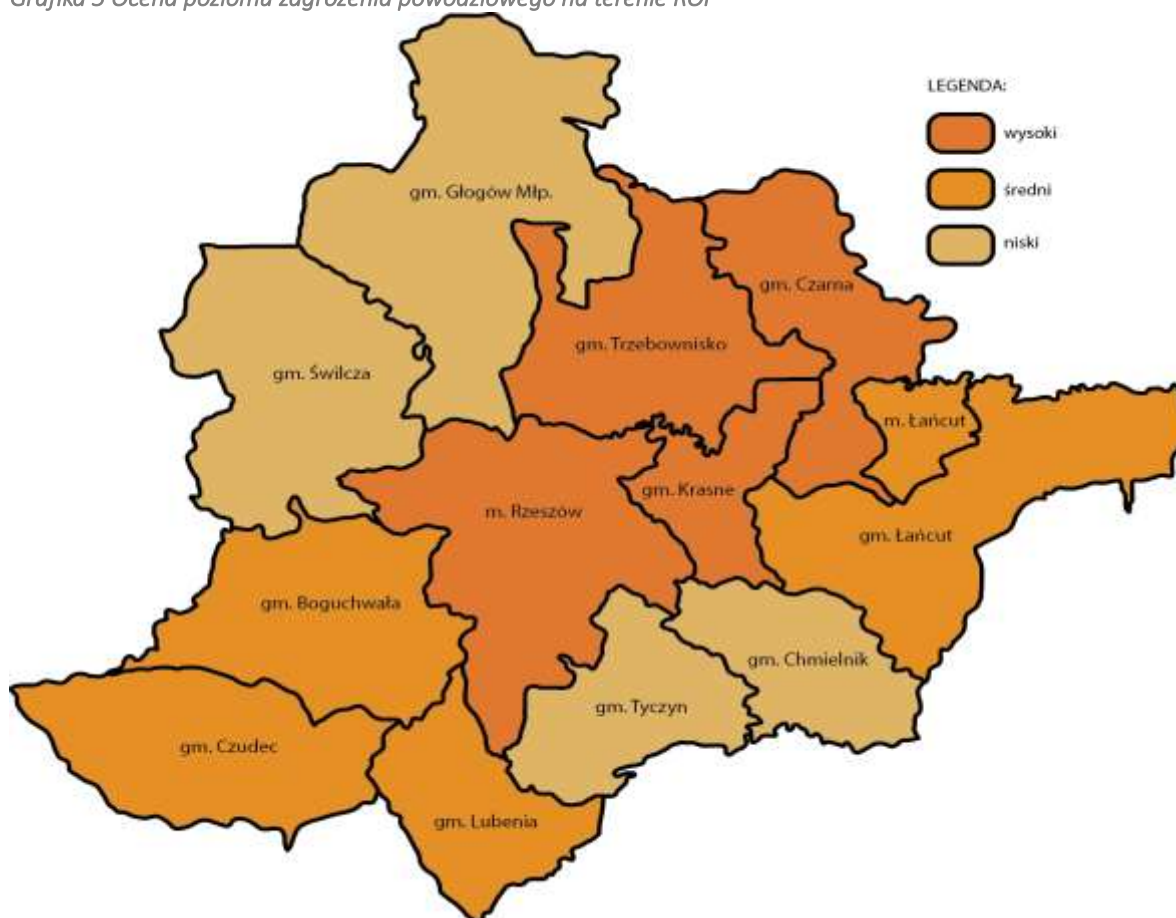 Grafika 5 Ocena poziomu zagrożenia powodziowego na terenie ROF
LEGENDA:
wysoki
średni
niski
gm. Głogów Młp.
gm. Czarna
gm. Trzebownisko
gm. Świlcza
m. Łańcut
gm. Krasne
m. Rzeszów
gm. Łańcut
gm. Boguchwała
gm. Chmielnik
gm. Tyczyn
gm. Czudec
gm. Lubenia